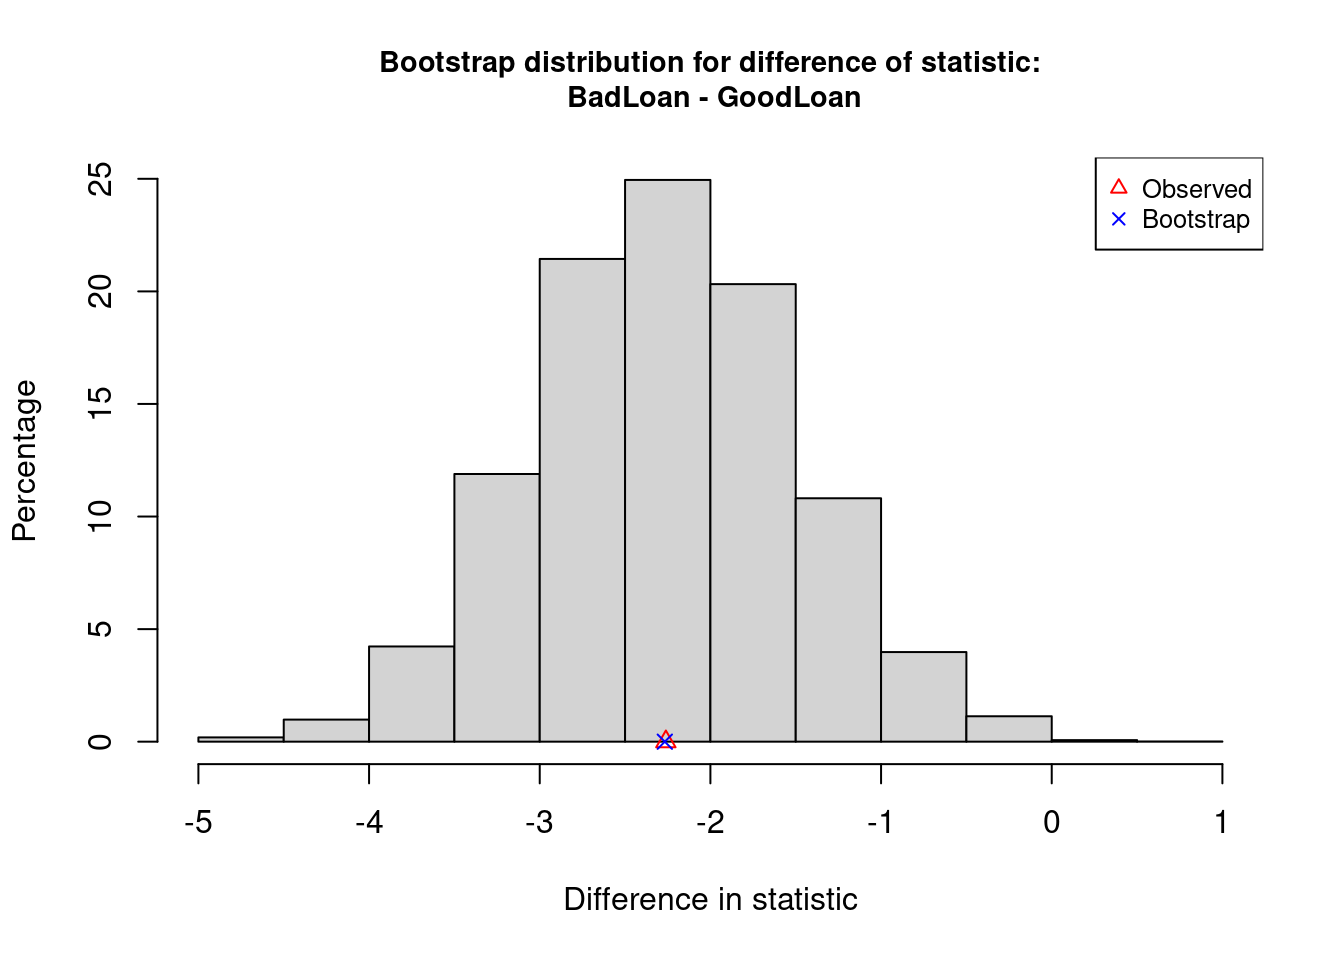 Bootstrap distribution for difference of statistic:
BadLoan - GoodLoan
Observed
Bootstrap
Percentage
25
20
15
10
5
0
-5 -4 -3 -2 -1 0 1
Difference in statistic